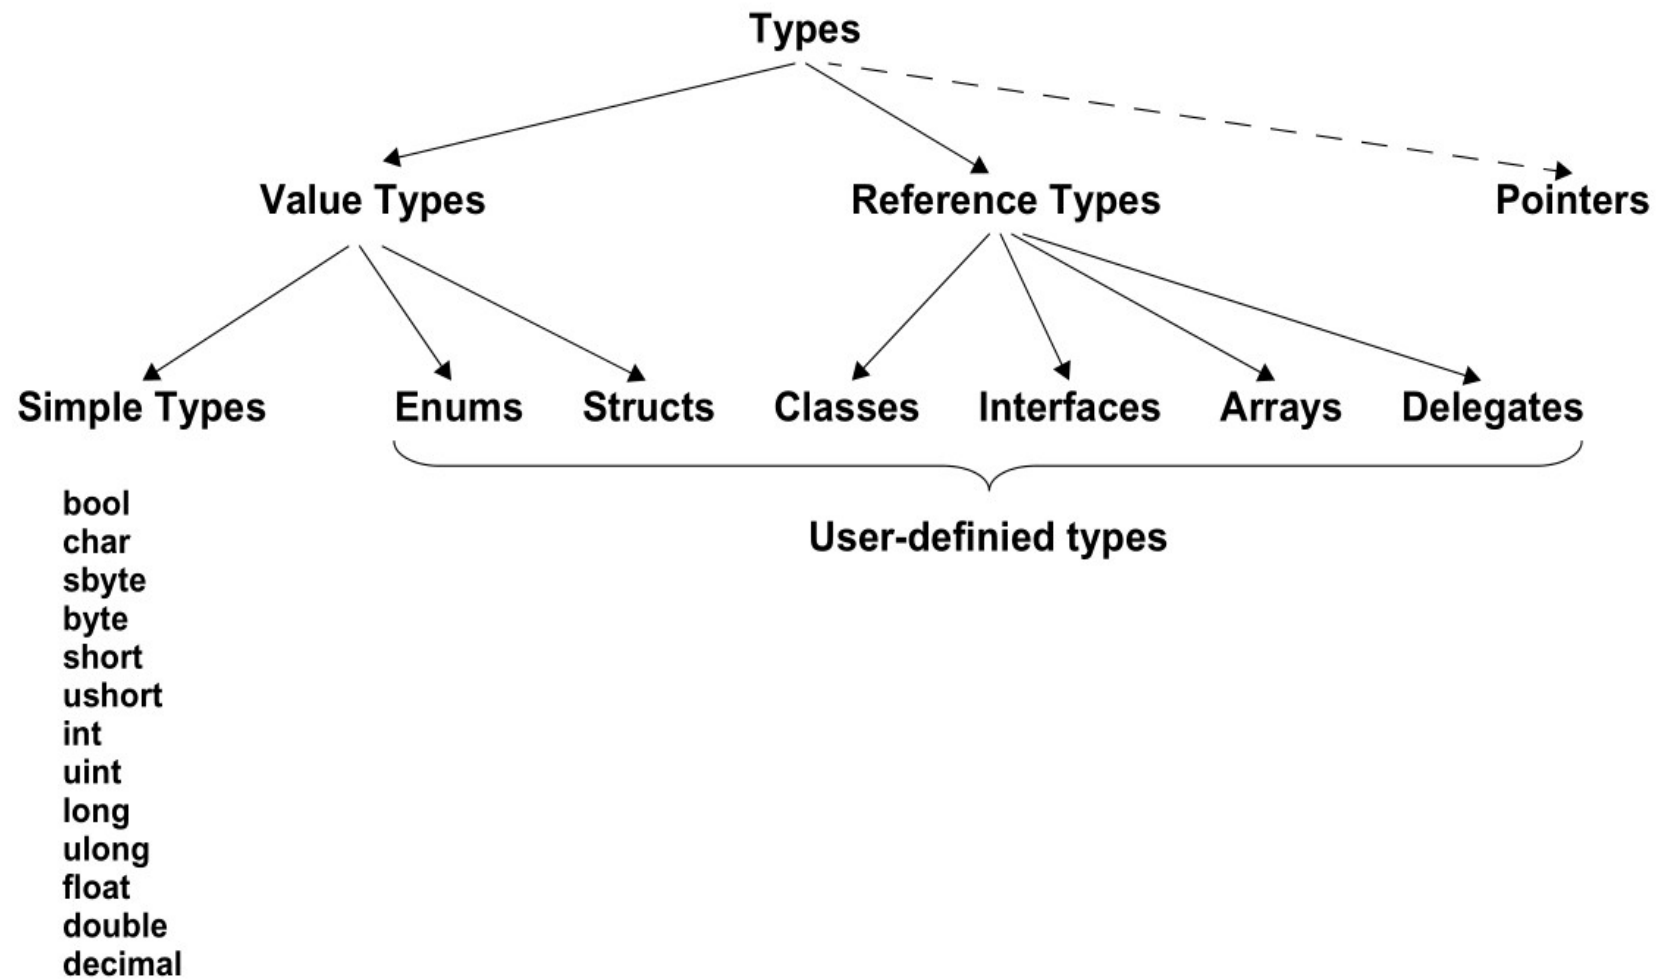 Types
Value Types Reference Types Pointers
Simple Types Enums Structs Classes Interfaces Arrays Delegates
User-definied types
bool
char
sbyte
byte
short
ushort
int
uint
long
ulong
float
double
decimal